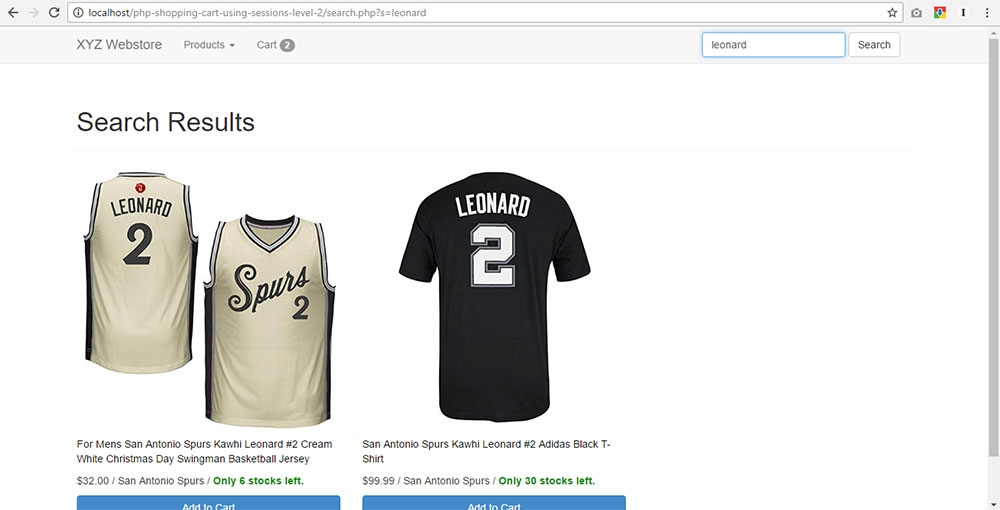 localhost/php-shopping-cart-using-sessions-level-2/search.php?s=leonard
XYZ Webstore Products Cart 2 leonard Search
Search Results
LEONARD
2
Spurs
2
LEONARD
2
For Mens San Antonio Spurs Kawhi Leonard #2 Cream
White Christmas Day Swingman Basketball Jersey
$32.00 / San Antonio Spurs / Only 6 stocks left.
Add to Cart
San Antonio Spurs Kawhi Leonard #2 Adidas Black T-
Shirt
$99.99 / San Antonio Spurs / Only 30 stocks left.
Add to Cart